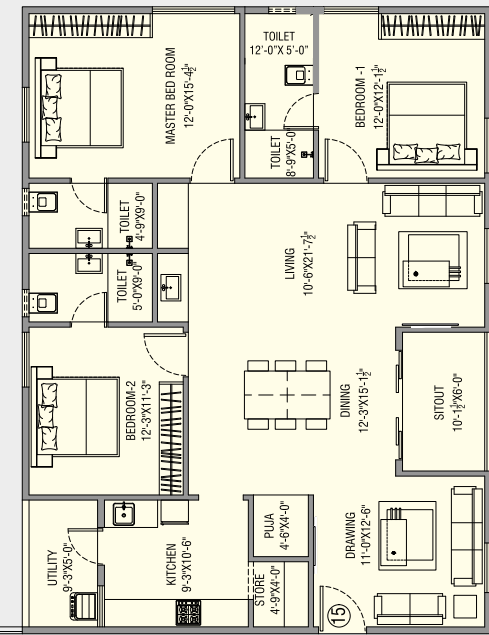 TOILET
12'-0"X 5'-0"
MASTER BED ROOM
12'-0"X15'-4½"
BEDROOM -1
12'-0"X12'-1½"
TOILET
8'-9"X5'-0"
TOILET
4'-9"X9'-0"
TOILET
5'-0"X9'-0"
LIVING
10'-6"X21'-7½"
BEDROOM-2
12'-3"X11'-3"
DINING
12'-3"X15'-1½"
SITOUT
10'-1½"X6'-0"
PUJA
4'-6"X4'-0"
DRAWING
11'-0"X12'-6"
UTILITY
9'-3"X5'-0"
KITCHEN
9'-3"X10'-6"
STORE
4'-9"X4'-0"
15